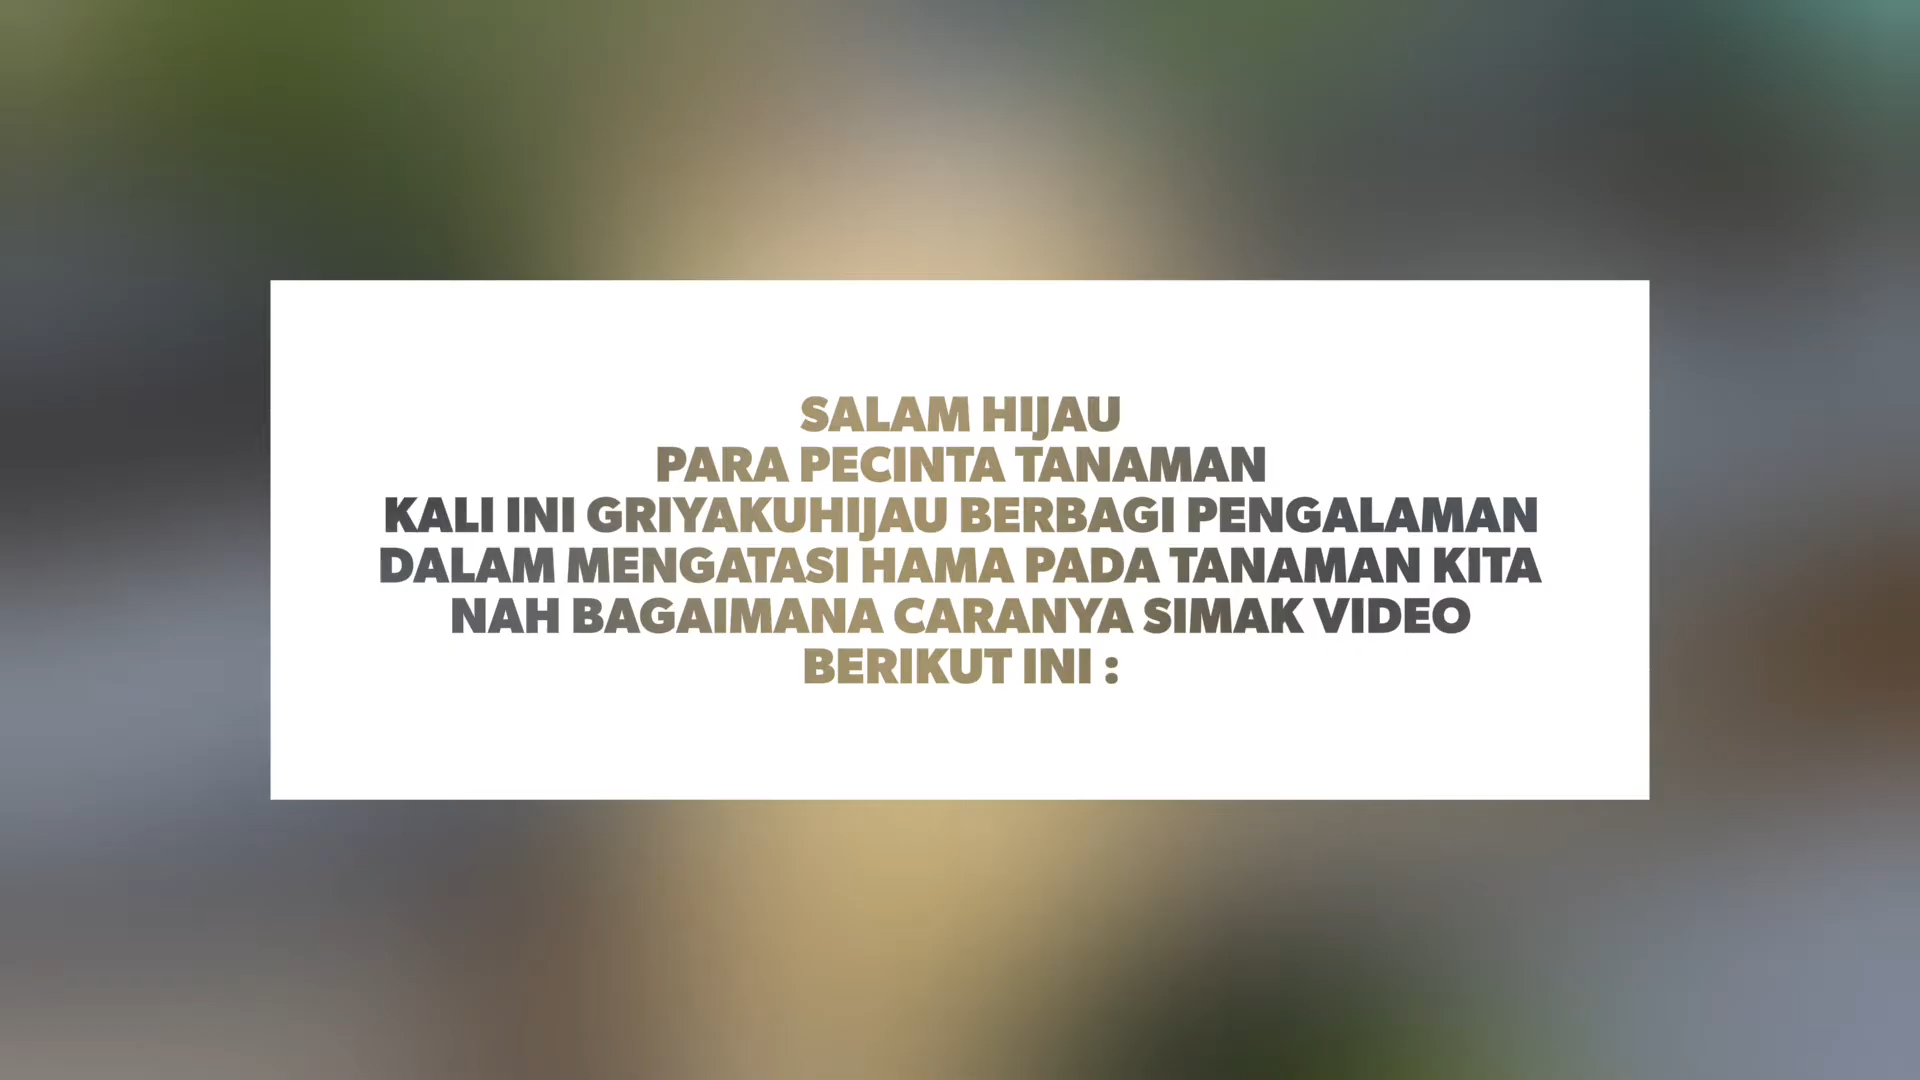 SALAM HIJAU
PARA PECINTA TANAMAN
KALI INI GRIYAKUHIJAU BERBAGI PENGALAMAN
DALAM MENGATASI HAMA PADA TANAMAN KITA
NAH BAGAIMANA CARANYA SIMAK VIDEO
BERIKUT INI :